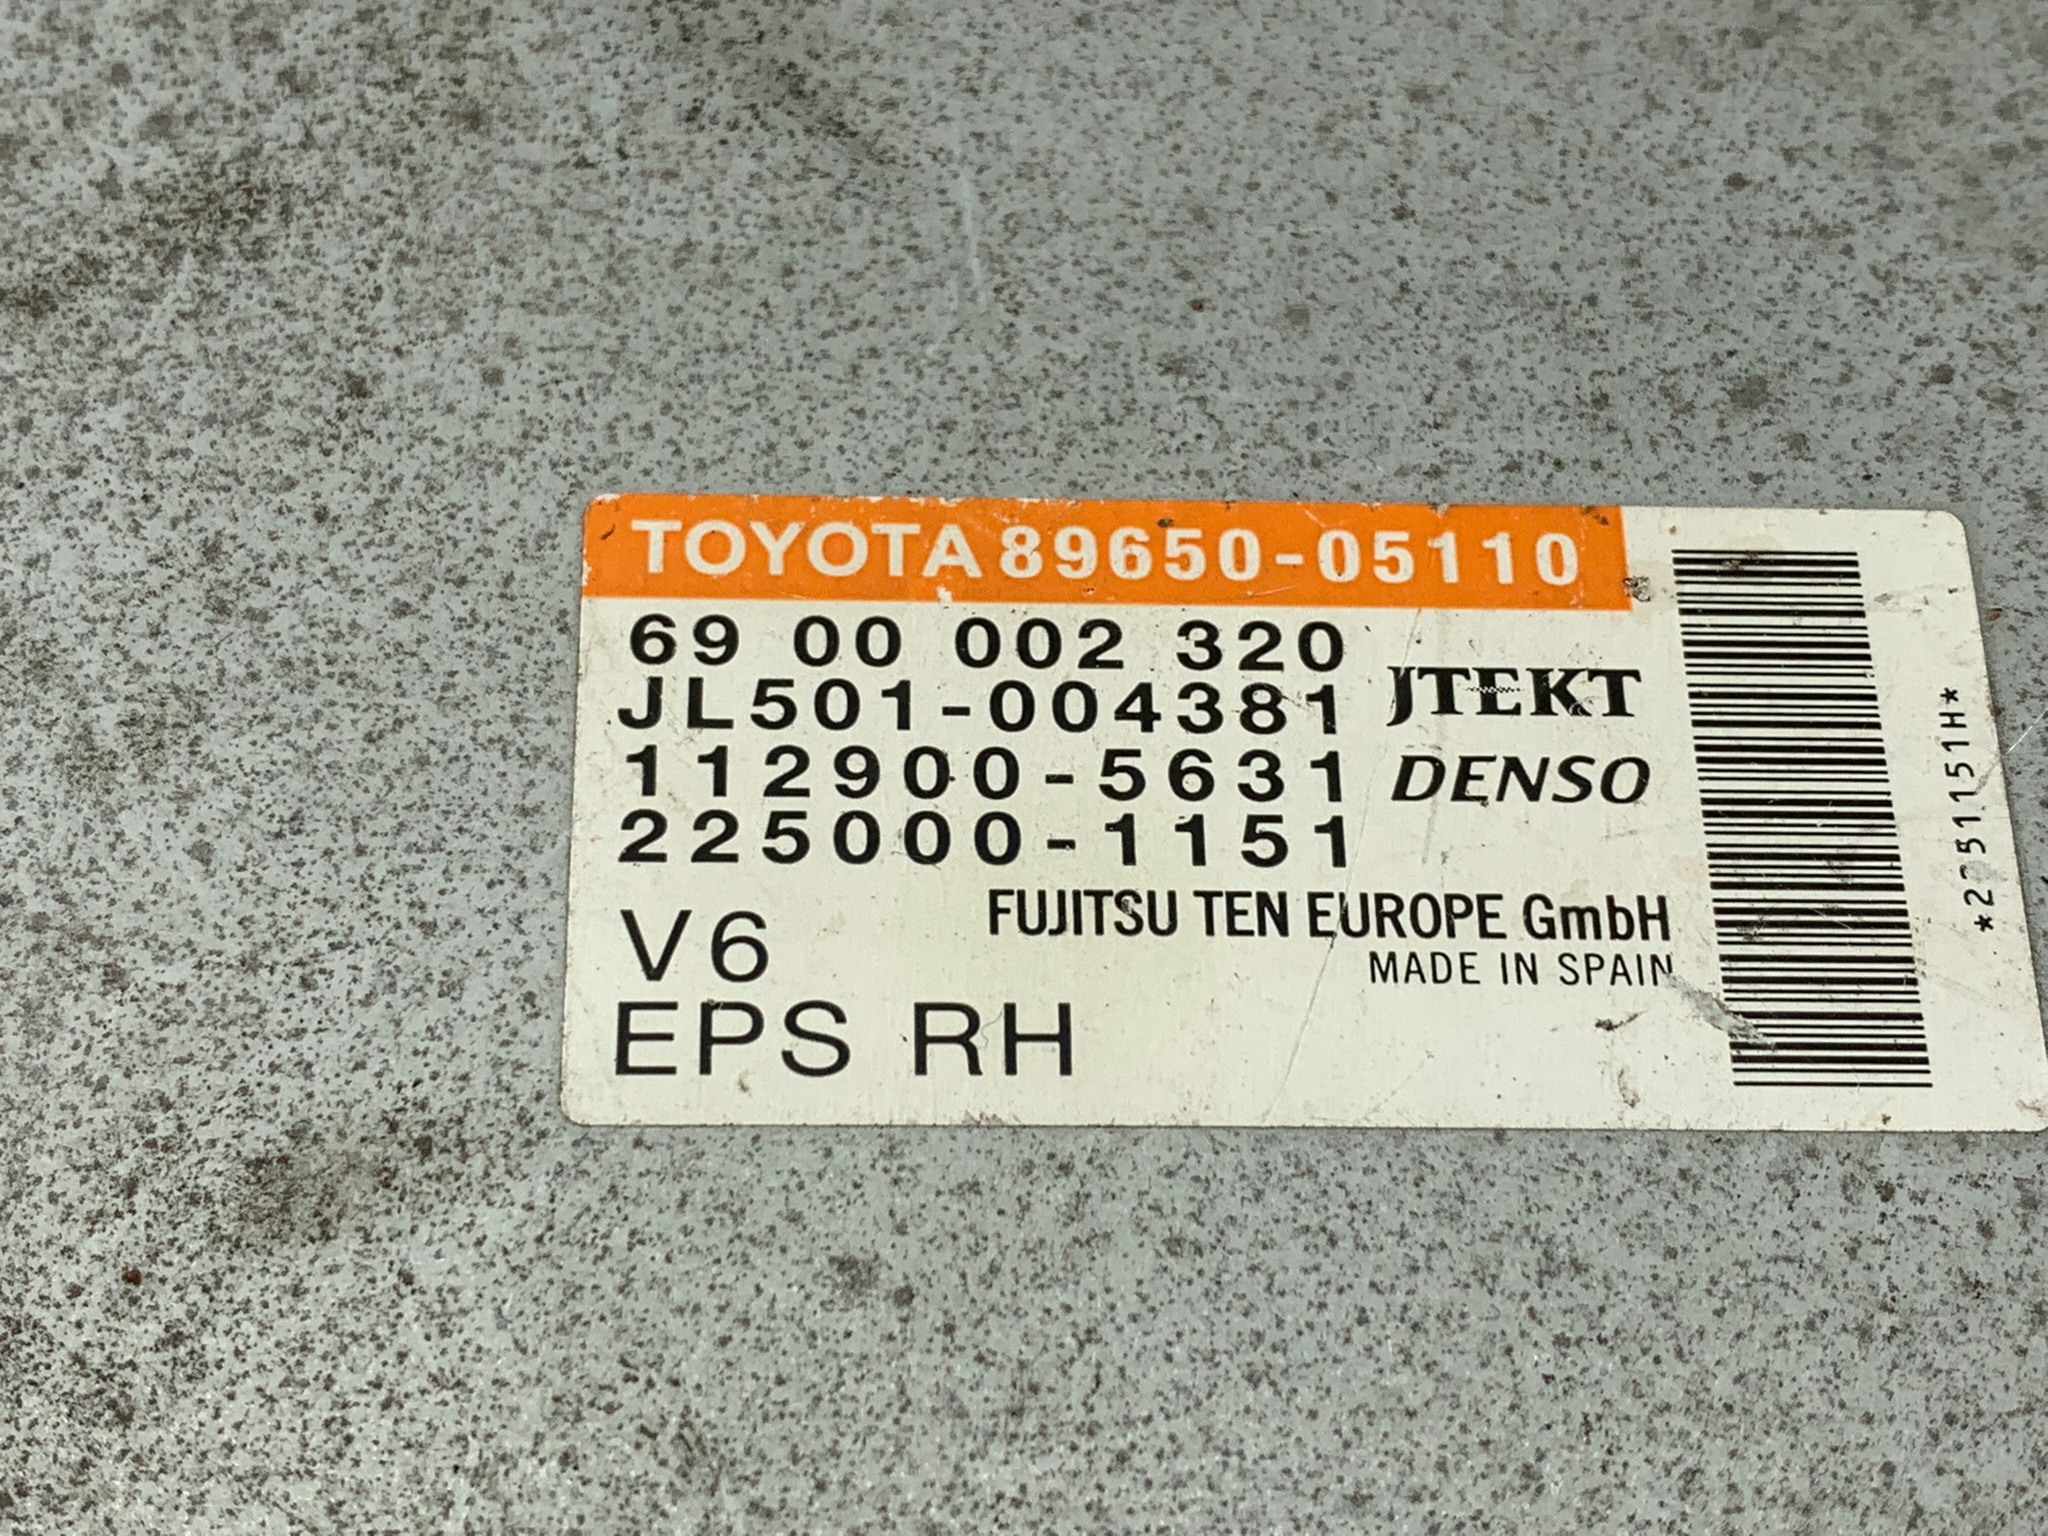 TOYOTA 89650-05110
69 00 002 320
JL501-004381 JTEKT
112900-5631 DENSO
225000-1151
FUJITSU TEN EUROPE GmbH
V6
MADE IN SPAIN
EPS RH
*2251151H*